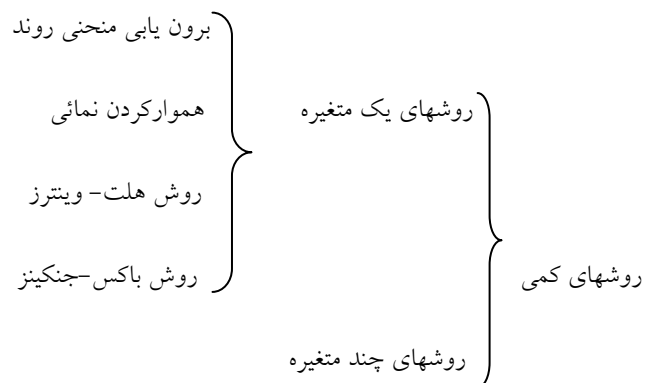 برون یابی منحنی روند
هموارکردن نمائی
روشهای یک متغیره
روش هلت- وینترز
روش باکس-جنکینز
روشهای کمی
روشهای چند متغیره